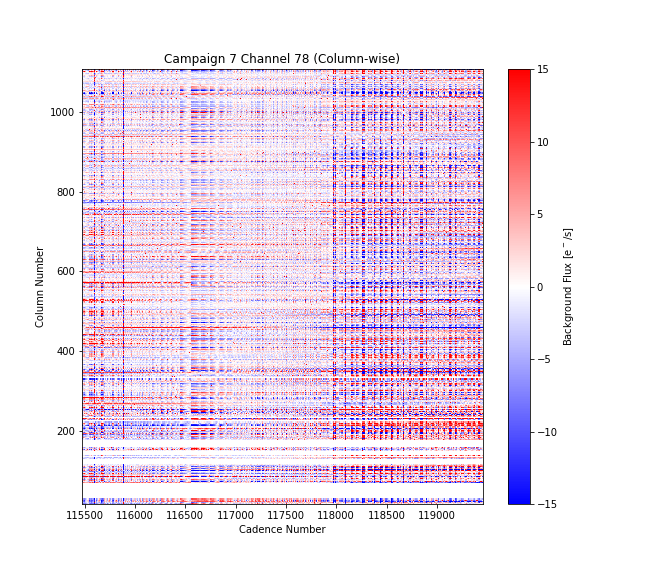 Campaign 7 Channel 78 (Column-wise)
1000
800
600
400
200
Column Number
115500 116000 116500 117000 117500 118000 118500 119000
Cadence Number
15
10
5
0
−5
−10
−15
Background Flux [e⁻/s]